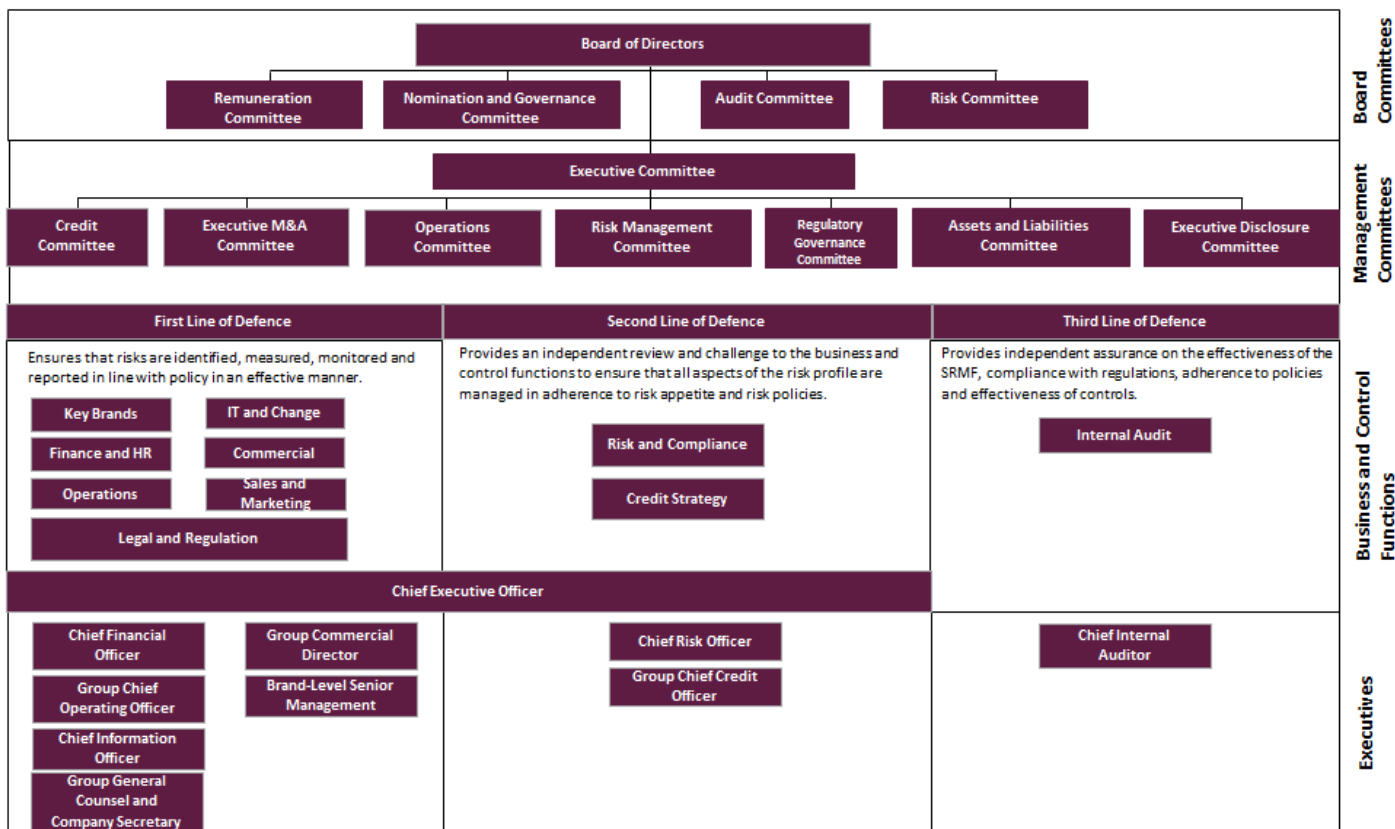 Board of Directors
Remuneration
Committee
Nomination and Governance
Committee
Audit Committee
Risk Committee
Board
Committees
Executive Committee
Credit
Committee
Executive M&A
Committee
Operations
Committee
Risk Management
Committee
Regulatory
Governance
Committee
Assets and Liabilities
Committee
Executive Disclosure
Committee
Management
Committees
First Line of Defence
Second Line of Defence
Third Line of Defence
Ensures that risks are identified, measured, monitored and
reported in line with policy in an effective manner.
Key Brands
IT and Change
Finance and HR
Commercial
Operations
Sales and
Marketing
Legal and Regulation
Provides an independent review and challenge to the business and
control functions to ensure that all aspects of the risk profile are
managed in adherence to risk appetite and risk policies.
Risk and Compliance
Credit Strategy
Provides independent assurance on the effectiveness of the
SRMF, compliance with regulations, adherence to policies
and effectiveness of controls.
Internal Audit
Business and Control
Functions
Chief Executive Officer
Chief Financial
Officer
Group Commercial
Director
Group Chief
Operating Officer
Brand-Level Senior
Management
Chief Information
Officer
Group General
Counsel and
Company Secretary
Chief Risk Officer
Group Chief Credit
Officer
Chief Internal
Auditor
Executives